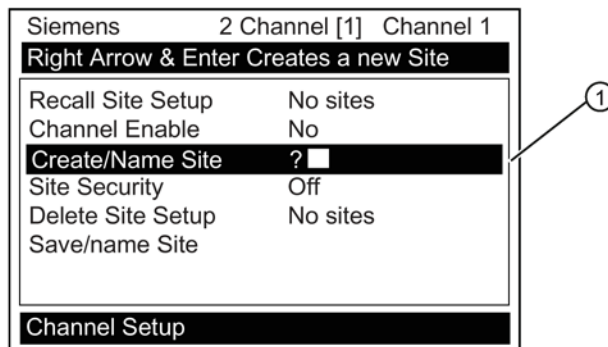 Siemens 2 Channel [1] Channel 1
Right Arrow & Enter Creates a new Site
Recall Site Setup No sites
Channel Enable No
Create/Name Site ?
Site Security Off
Delete Site Setup No sites
Save/name Site
Channel Setup
1